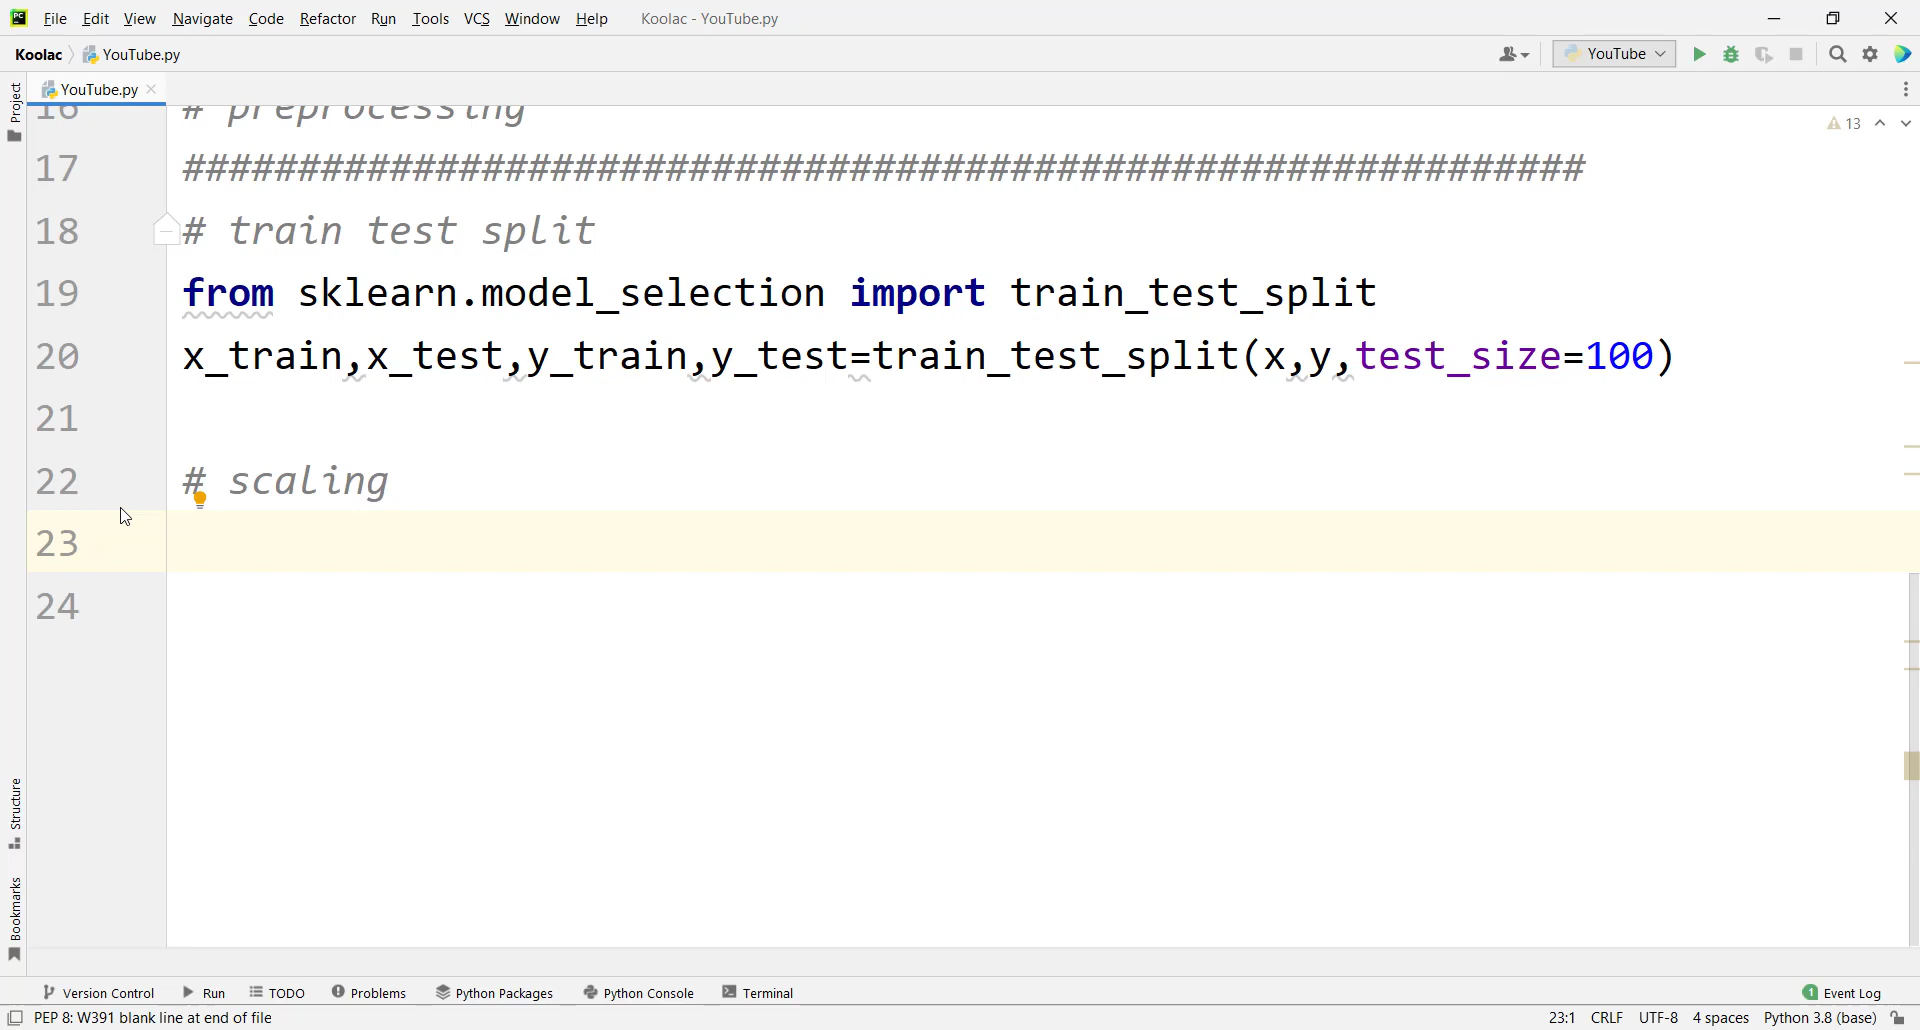 File Edit View Navigate Code Refactor Run Tools VCS Window Help Koolac - YouTube.py
Koolac YouTube.py YouTube
Project YouTube.py
13
16 # preprocessing
17 #############################################################
18 # train test split
19 from sklearn.model_selection import train_test_split
20 x_train,x_test,y_train,y_test=train_test_split(x,y,test_size=100)
21
22 # scaling
23
24
Structure
Bookmarks
Version Control Run TODO Problems Python Packages Python Console Terminal 1 Event Log
PEP 8: W391 blank line at end of file 23:1 CRLF UTF-8 4 spaces Python 3.8 (base)